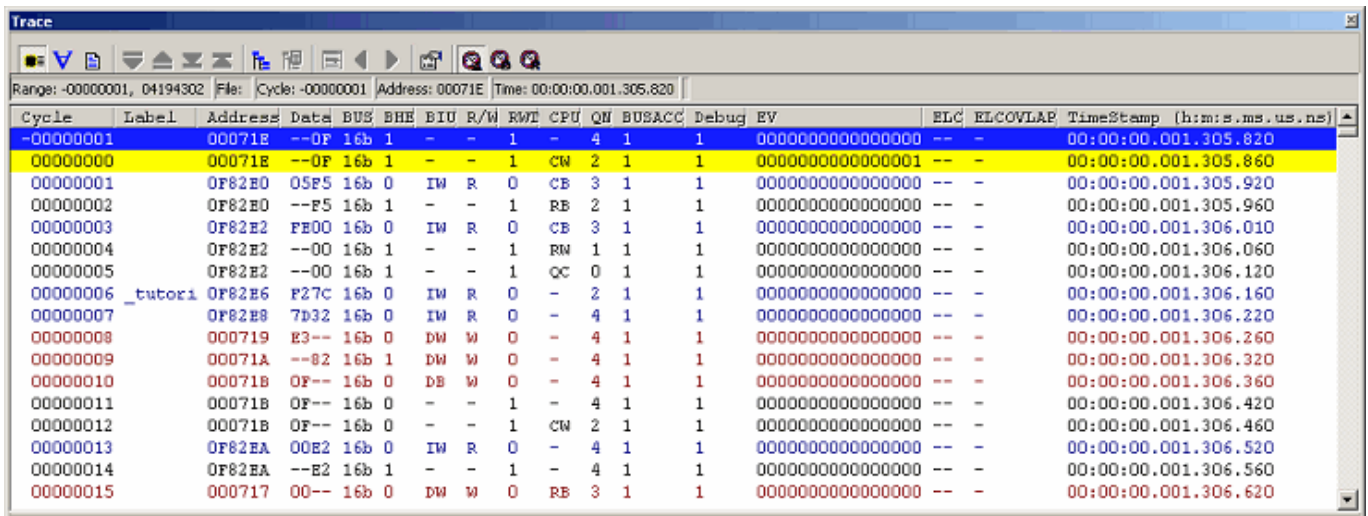 Trace
Range: -00000001, 04194302 File: Cycle: -00000001 Address: 00071E Time: 00:00:00.001.305.820
Cycle Label Address Data BUS BHE BIU R/W RWT CPU QN BUSACC Debug EV ELC ELCOVLAP TimeStamp (h:m:s.ms.us.ns)
-00000001 00071E --0F 16b 1 - - 1 - 4 1 1 0000000000000000 -- - 00:00:00.001.305.820
00000000 00071E --0F 16b 1 - - 1 CW 2 1 1 0000000000000001 -- - 00:00:00.001.305.860
00000001 0F82E0 05F5 16b 0 IW R 0 CB 3 1 1 0000000000000000 -- - 00:00:00.001.305.920
00000002 0F82E0 --F5 16b 1 - - 1 RB 2 1 1 0000000000000000 -- - 00:00:00.001.305.960
00000003 0F82E2 FE00 16b 0 IW R 0 CB 3 1 1 0000000000000000 -- - 00:00:00.001.306.010
00000004 0F82E2 --00 16b 1 - - 1 RW 1 1 1 0000000000000000 -- - 00:00:00.001.306.060
00000005 0F82E2 --00 16b 1 - - 1 QC 0 1 1 0000000000000000 -- - 00:00:00.001.306.120
00000006 _tutori 0F82E6 F27C 16b 0 IW R 0 - 2 1 1 0000000000000000 -- - 00:00:00.001.306.160
00000007 0F82E8 7D32 16b 0 IW R 0 - 4 1 1 0000000000000000 -- - 00:00:00.001.306.220
00000008 000719 E3-- 16b 0 DW W 0 - 4 1 1 0000000000000000 -- - 00:00:00.001.306.260
00000009 00071A --82 16b 1 DW W 0 - 4 1 1 0000000000000000 -- - 00:00:00.001.306.320
00000010 00071B 0F-- 16b 0 DB W 0 - 4 1 1 0000000000000000 -- - 00:00:00.001.306.360
00000011 00071B 0F-- 16b 0 - - 1 - 4 1 1 0000000000000000 -- - 00:00:00.001.306.420
00000012 00071B 0F-- 16b 0 - - 1 CW 2 1 1 0000000000000000 -- - 00:00:00.001.306.460
00000013 0F82EA 00E2 16b 0 IW R 0 - 4 1 1 0000000000000000 -- - 00:00:00.001.306.520
00000014 0F82EA --E2 16b 1 - - 1 - 4 1 1 0000000000000000 -- - 00:00:00.001.306.560
00000015 000717 00-- 16b 0 DW W 0 RB 3 1 1 0000000000000000 -- - 00:00:00.001.306.620